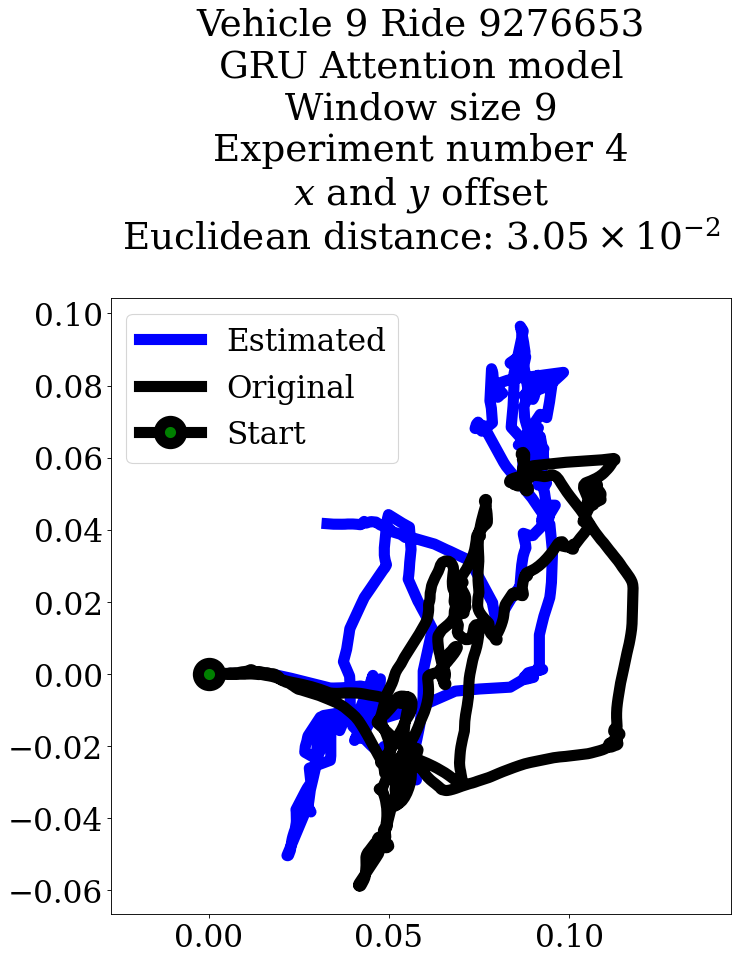 Vehicle 9 Ride 9276653
GRU Attention model
Window size 9
Experiment number 4
x and y offset
Euclidean distance: 3.05 × 10⁻²
Estimated
Original
Start
0.10
0.08
0.06
0.04
0.02
0.00
−0.02
−0.04
−0.06
0.00 0.05 0.10